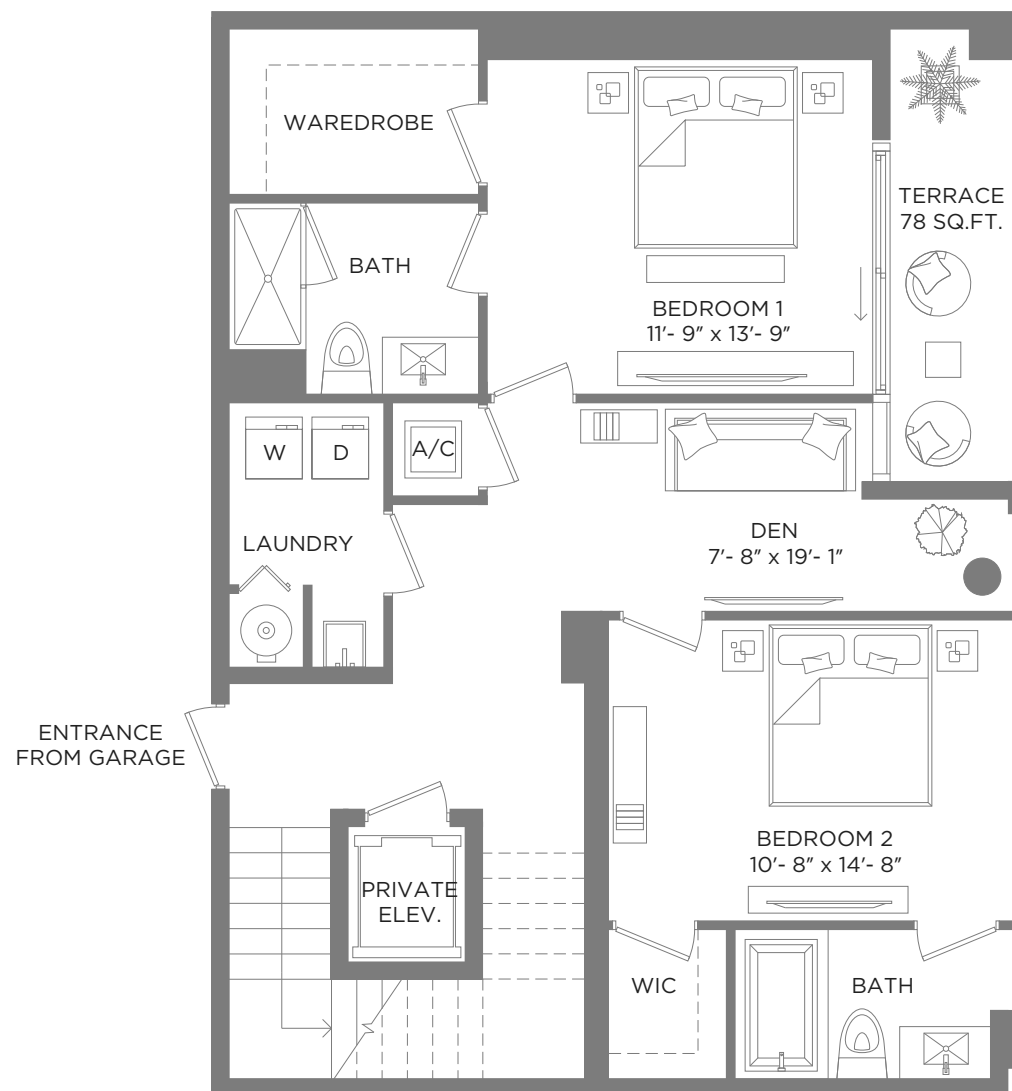 WAREDROBE
TERRACE
78 SQ.FT.
BATH
BEDROOM 1
11'- 9" x 13'- 9"
W
D
A/C
LAUNDRY
DEN
7'- 8" x 19'- 1"
ENTRANCE
FROM GARAGE
BEDROOM 2
10'- 8" x 14'- 8"
PRIVATE
ELEV.
WIC
BATH